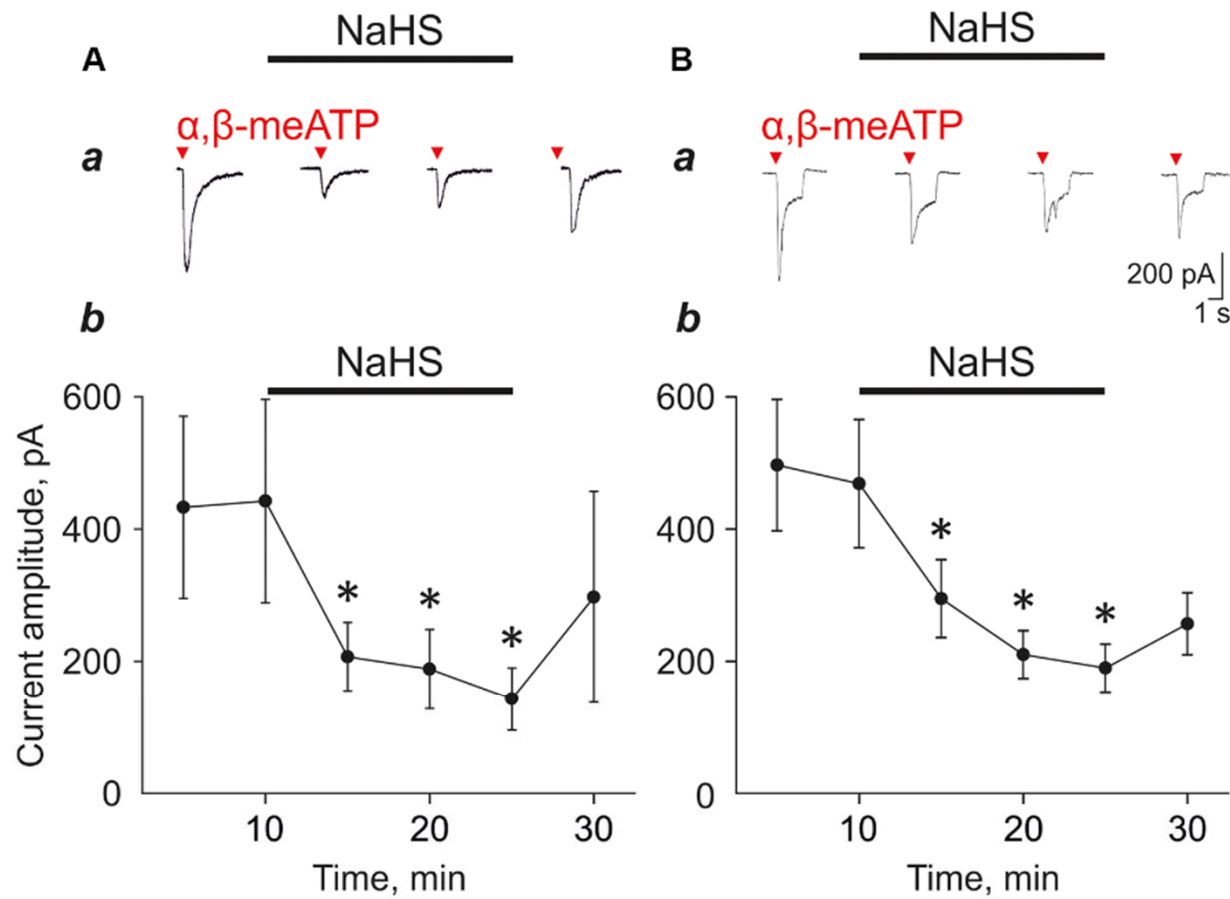 A
NaHS
α,β-meATP
a
b
NaHS
Current amplitude, pA
600
400
200
0
*
*
*
10
20
30
Time, min
B
NaHS
α,β-meATP
a
200 pA
1 s
b
NaHS
600
400
200
0
*
*
*
10
20
30
Time, min